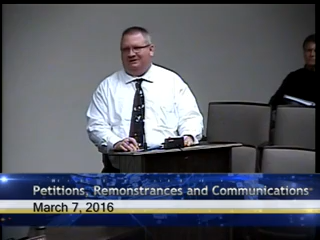 Petitions, Remonstrances and Communications
March 7, 2016